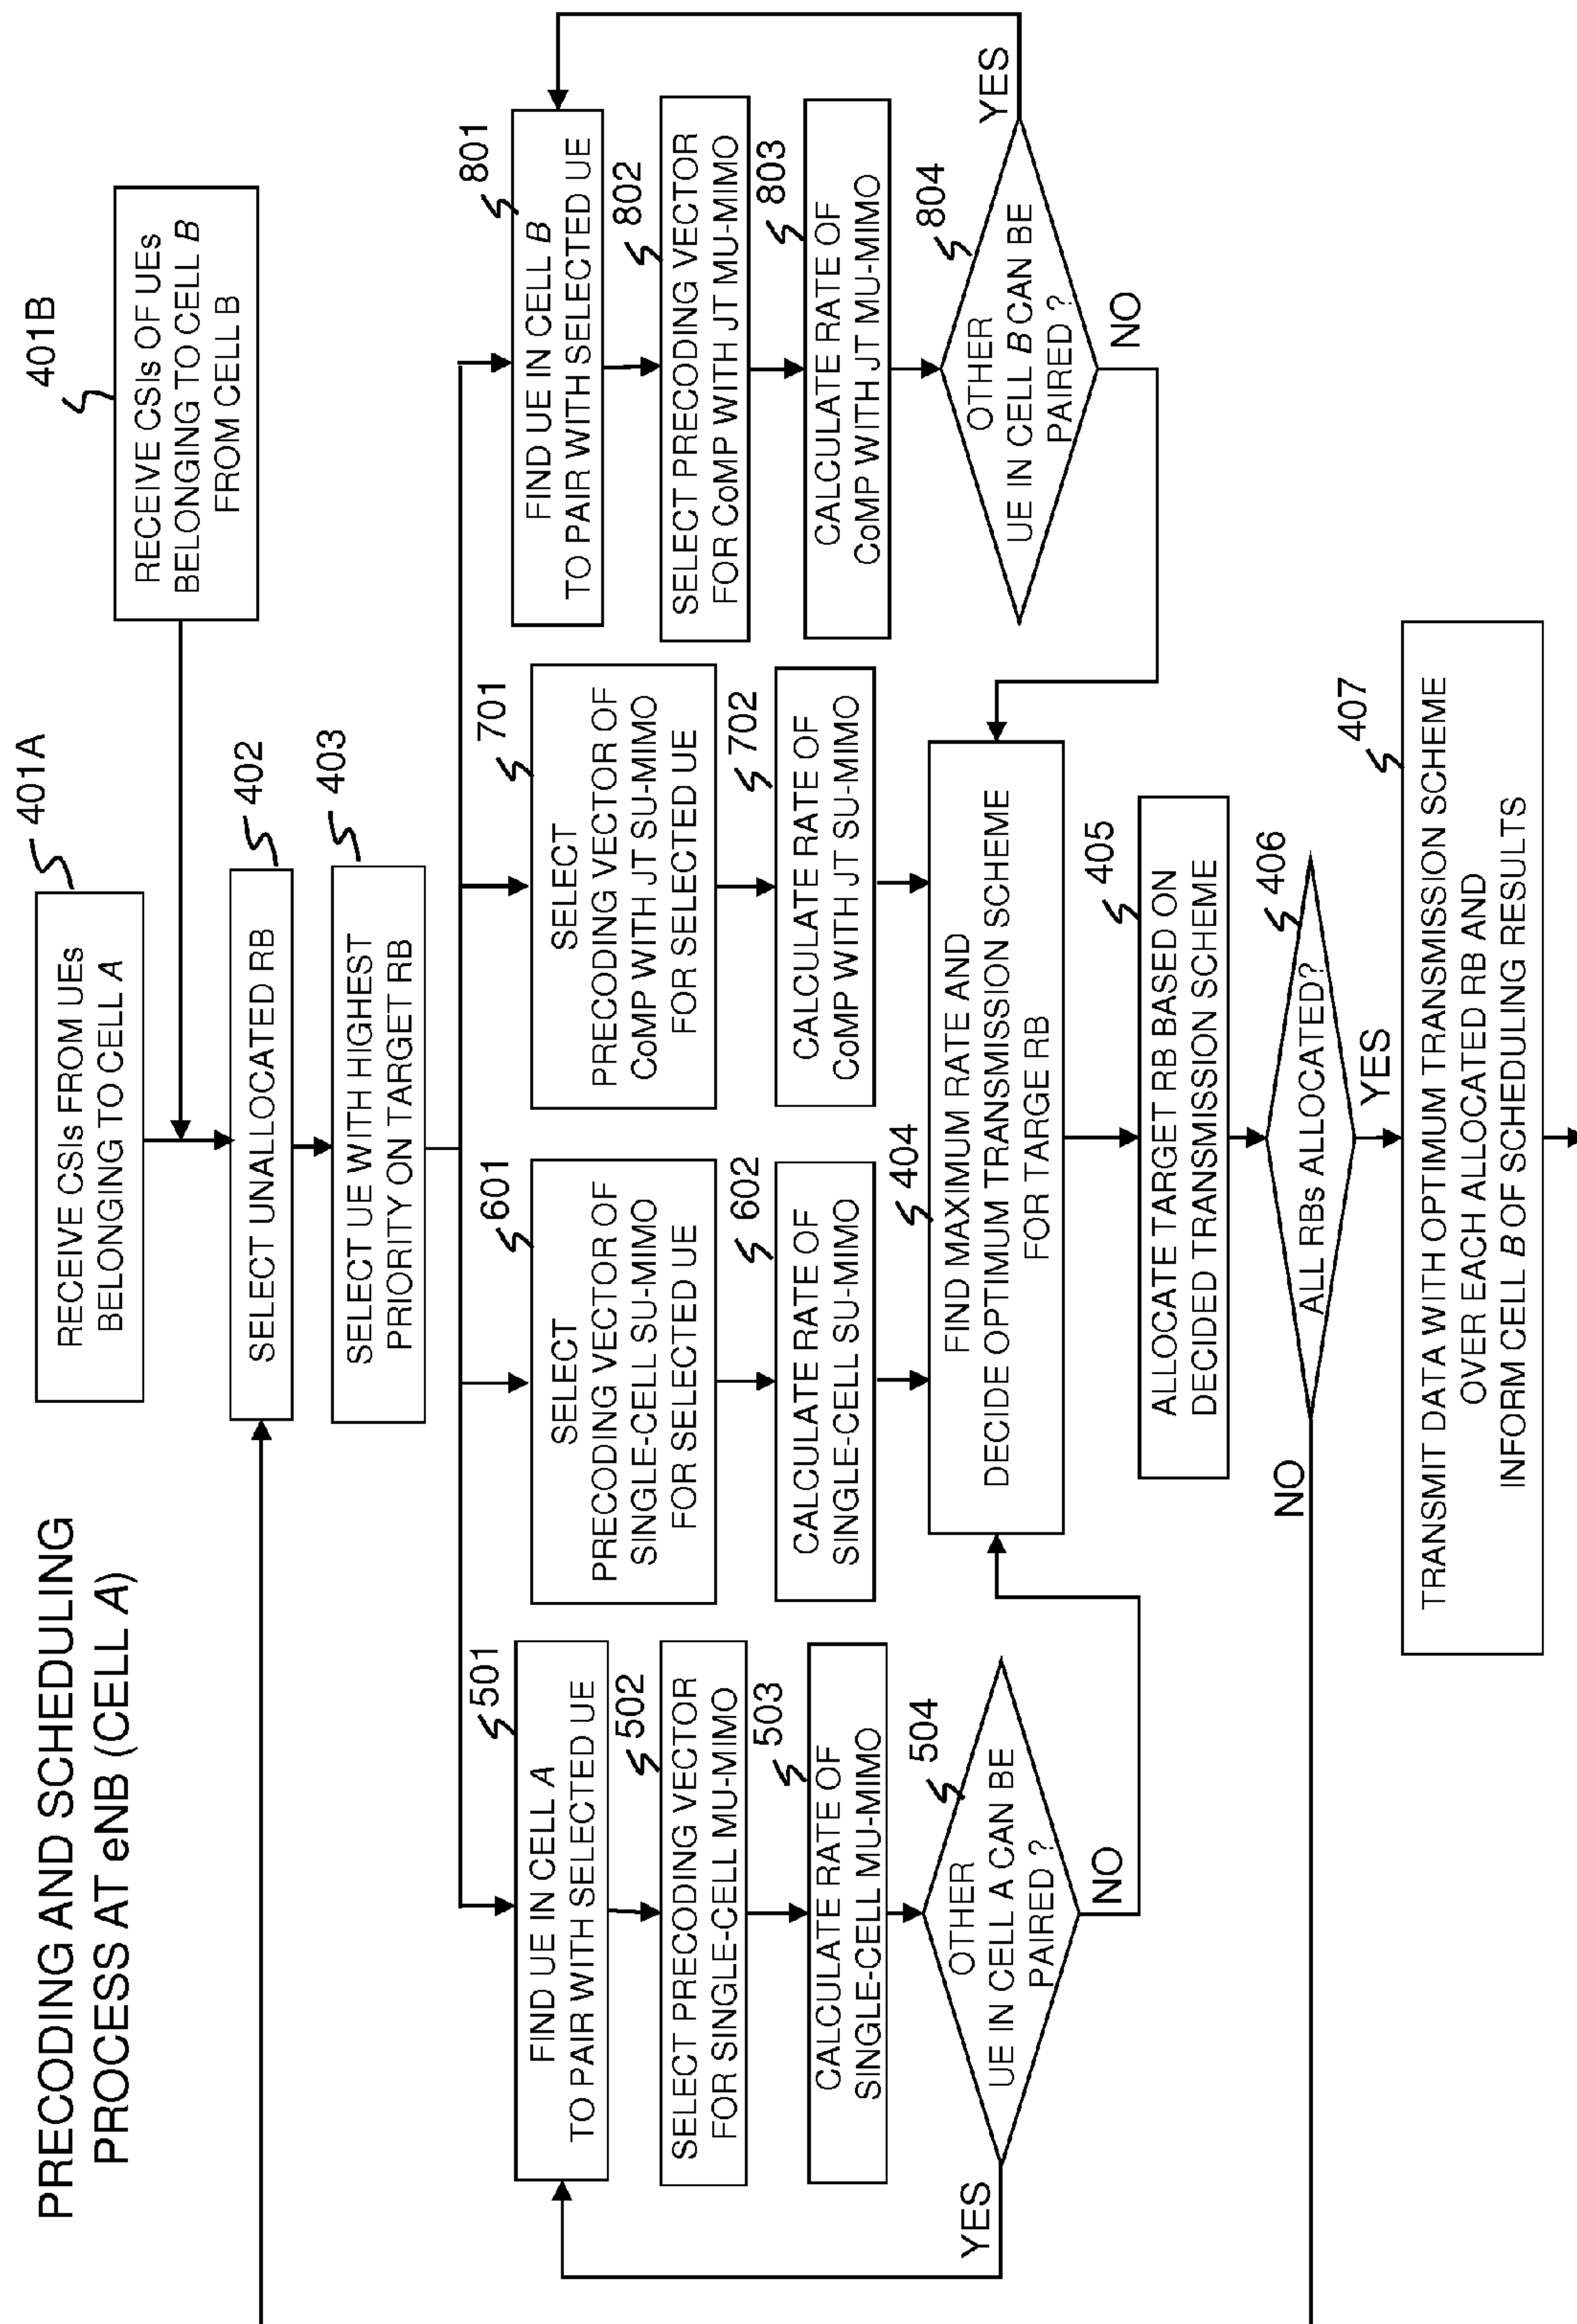 PRECODING AND SCHEDULING
PROCESS AT eNB (CELL A)
401A
RECEIVE CSIs FROM UEs
BELONGING TO CELL A
401B
RECEIVE CSIs OF UEs
BELONGING TO CELL B
FROM CELL B
402
SELECT UNALLOCATED RB
403
SELECT UE WITH HIGHEST
PRIORITY ON TARGET RB
501
FIND UE IN CELL A
TO PAIR WITH SELECTED UE
502
SELECT PRECODING VECTOR
FOR SINGLE-CELL MU-MIMO
503
CALCULATE RATE OF
SINGLE-CELL MU-MIMO
504
OTHER
UE IN CELL A CAN BE
PAIRED ?
YES
NO
601
SELECT
PRECODING VECTOR OF
SINGLE-CELL SU-MIMO
FOR SELECTED UE
602
CALCULATE RATE OF
SINGLE-CELL SU-MIMO
701
SELECT
PRECODING VECTOR OF
CoMP WITH JT SU-MIMO
FOR SELECTED UE
702
CALCULATE RATE OF
CoMP WITH JT SU-MIMO
801
FIND UE IN CELL B
TO PAIR WITH SELECTED UE
802
SELECT PRECODING VECTOR
FOR CoMP WITH JT MU-MIMO
803
CALCULATE RATE OF
CoMP WITH JT MU-MIMO
804
OTHER
UE IN CELL B CAN BE
PAIRED ?
YES
NO
404
FIND MAXIMUM RATE AND
DECIDE OPTIMUM TRANSMISSION SCHEME
FOR TARGET RB
405
ALLOCATE TARGET RB BASED ON
DECIDED TRANSMISSION SCHEME
406
ALL RBs ALLOCATED?
NO
YES
407
TRANSMIT DATA WITH OPTIMUM TRANSMISSION SCHEME
OVER EACH ALLOCATED RB AND
INFORM CELL B OF SCHEDULING RESULTS